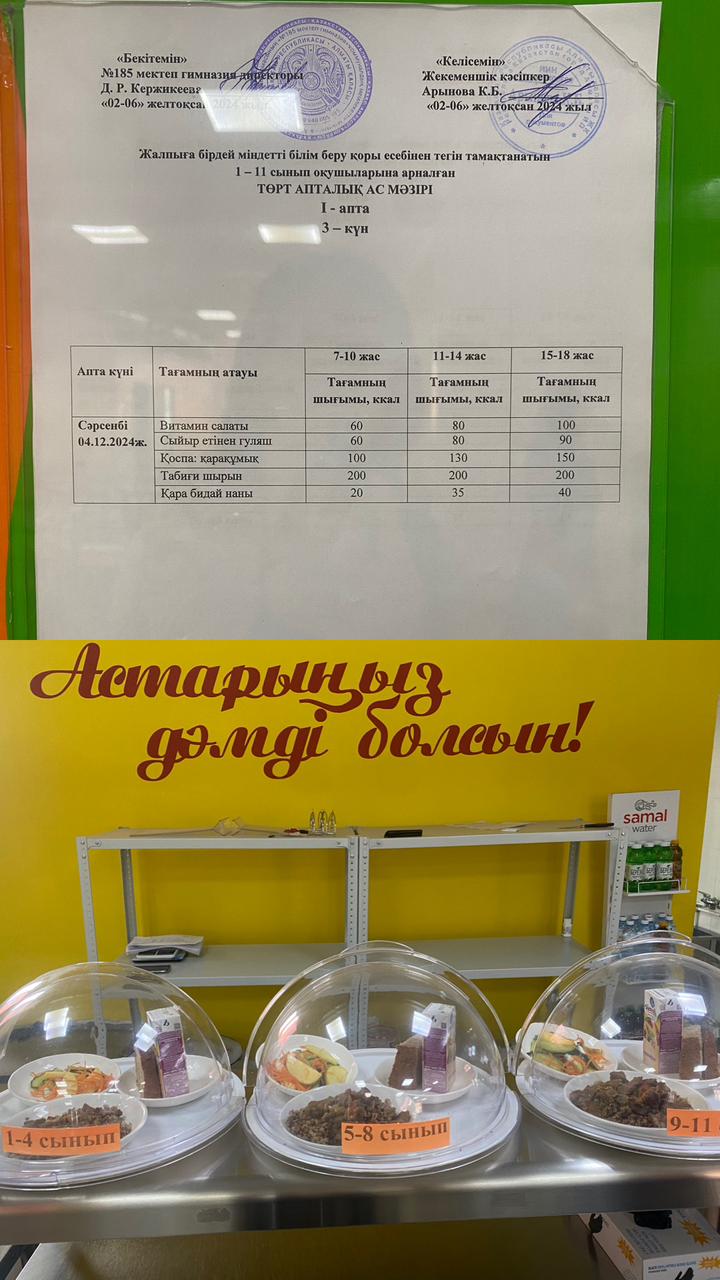 «Бекітемін»
№185 мектеп гимназия директоры
Д. Р. Кержикеева
«02-06» желтоқсан 2024 жыл
«Келісемін»
Жекеменшік кәсіпкер
Арынова К.Б.
«02-06» желтоқсан 2024 жыл
Жалпыға бірдей міндетті білім беру қоры есебінен тегін тамақтанатын
1 – 11 сынып оқушыларына арналған
ТӨРТ АПТАЛЫҚ АС МӘЗІРІ
I - апта
3 – күн
Апта күні Тағамның атауы 7-10 жас 11-14 жас 15-18 жас
Тағамның шығымы, ккал Тағамның шығымы, ккал Тағамның шығымы, ккал
Сәрсенбі 04.12.2024ж. Витамин салаты 60 80 100
Сыйыр етінен гуляш 60 80 90
Қоспа: қарақұмық 100 130 150
Табиғи шырын 200 200 200
Қара бидай наны 20 35 40
Астарыңыз
дәмді болсын!
samal
water
1-4 сынып
5-8 сынып
9-11